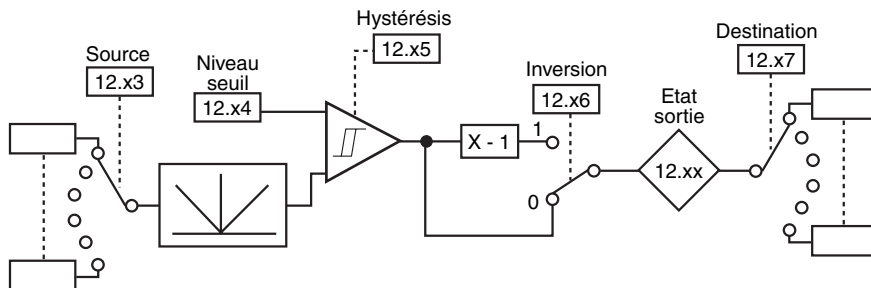 Source
12.x3
Niveau
seuil
12.x4
Hystérésis
12.x5
X - 1
1
0
Inversion
12.x6
Etat
sortie
12.xx
Destination
12.x7